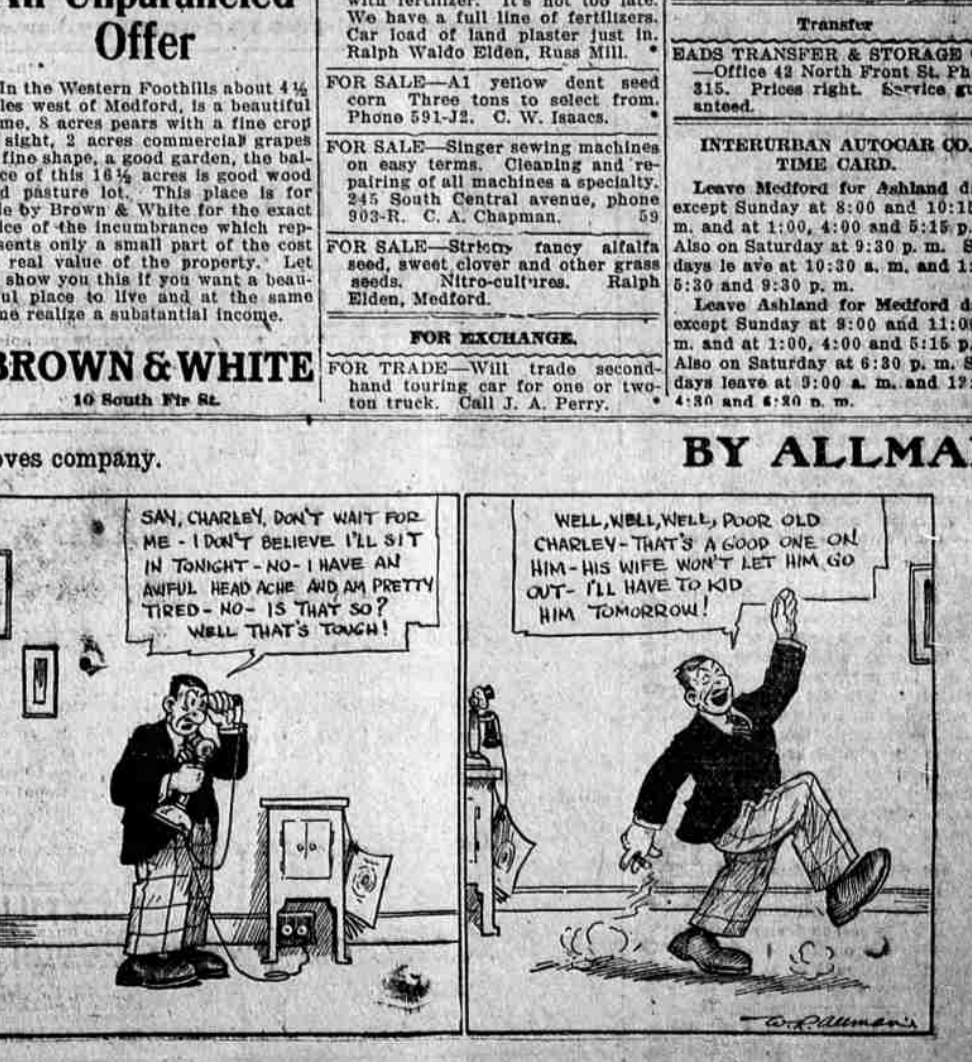 Offer
In the Western Foothills about 4½
les west of Medford, is a beautiful
me, 8 acres pears with a fine crop
sight, 2 acres commercial grapes
fine shape, a good garden, the bal-
ce of this 16½ acres is good wood
d pasture lot. This place is for
le by Brown & White for the exact
ice of the incumbrance which rep-
sents only a small part of the cost
real value of the property. Let
show you this if you want a beau-
ul place to live and at the same
me realize a substantial income.
BROWN & WHITE
10 South Fir St.
with fertilizer. It's not too late.
We have a full line of fertilizers.
Car load of land plaster just in.
Ralph Waldo Elden, Russ Mill. *
FOR SALE—A1 yellow dent seed
corn Three tons to select from.
Phone 591-J2. C. W. Isaacs. *
FOR SALE—Singer sewing machines
on easy terms. Cleaning and re-
pairing of all machines a specialty.
245 South Central avenue, phone
903-R. C. A. Chapman. 59
FOR SALE—Strictly fancy alfalfa
seed, sweet clover and other grass
seeds. Nitro-cultures. Ralph
Elden, Medford.
FOR EXCHANGE.
FOR TRADE—Will trade second-
hand touring car for one or two-
ton truck. Call J. A. Perry. *
Transfer
EADS TRANSFER & STORAGE
—Office 42 North Front St. Ph
315. Prices right. Service gu
anteed.
INTERURBAN AUTOCAR CO.
TIME CARD.
Leave Medford for Ashland d
except Sunday at 8:00 and 10:15
m. and at 1:00, 4:00 and 5:15 p.
Also on Saturday at 9:30 p. m. S
days le ave at 10:30 a. m. and 1:
5:30 and 9:30 p. m.
Leave Ashland for Medford d
except Sunday at 9:00 and 11:00
m. and at 1:00, 4:00 and 5:15 p.
Also on Saturday at 6:30 p. m. S
days leave at 9:00 a. m. and 12:
4:30 and 6:30 p. m.
oves company.
BY ALLMA
SAY, CHARLEY, DON'T WAIT FOR
ME - I DON'T BELIEVE I'LL SIT
IN TONIGHT - NO - I HAVE AN
AWFUL HEAD ACHE AND AM PRETTY
TIRED - NO - IS THAT SO?
WELL THAT'S TOUGH!
WELL, WELL, WELL, POOR OLD
CHARLEY - THAT'S A GOOD ONE ON
HIM - HIS WIFE WON'T LET HIM GO
OUT - I'LL HAVE TO KID
HIM TOMORROW!
W. R. Allman